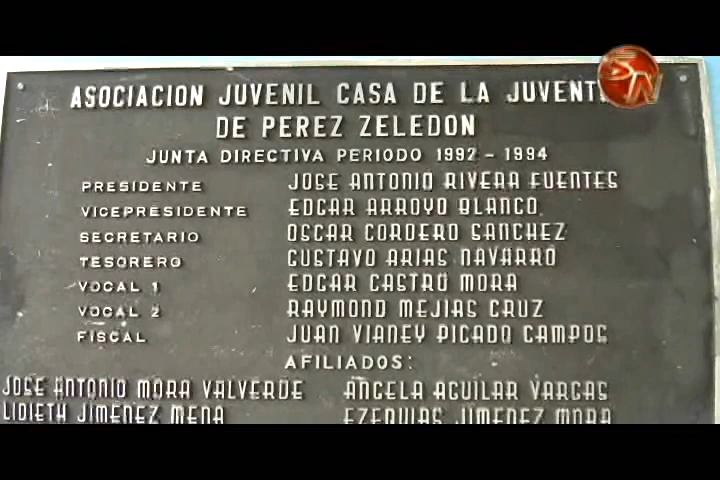 ASOCIACION JUVENIL CASA DE LA JUVENT
DE PEREZ ZELEDON
JUNTA DIRECTIVA PERIODO 1992 - 1994
PRESIDENTE JOSE ANTONIO RIVERA FUENTES
VICEPRESIDENTE EDGAR ARROYO BLANCO
SECRETARIO OSCAR CORDERO SANCHEZ
TESORERO GUSTAVO ARIAS NAVARRO
VOCAL 1 EDGAR CASTRO MORA
VOCAL 2 RAYMOND MEJIAS CRUZ
FISCAL JUAN VIANEY PICADO CAMPOS
AFILIADOS:
JOSE ANTONIO MORA VALVERDE ANGELA AGUILAR VARGAS
LIDIETH JIMENEZ MENA EZEQUIAS JIMENEZ MORA